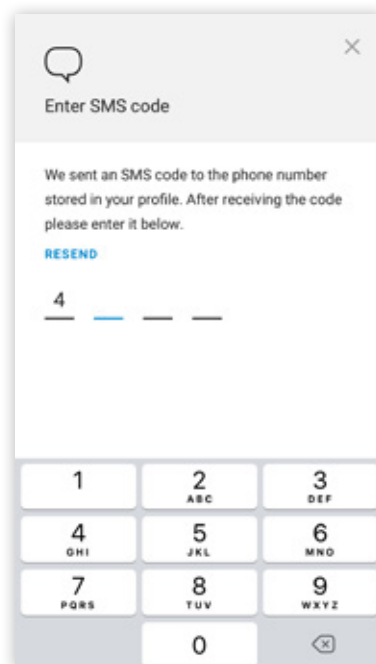 Enter SMS code
We sent an SMS code to the phone number
stored in your profile. After receiving the code
please enter it below.
RESEND
4
1 2 3
ABC DEF
4 5 6
GHI JKL MNO
7 8 9
PQRS TUV WXYZ
0